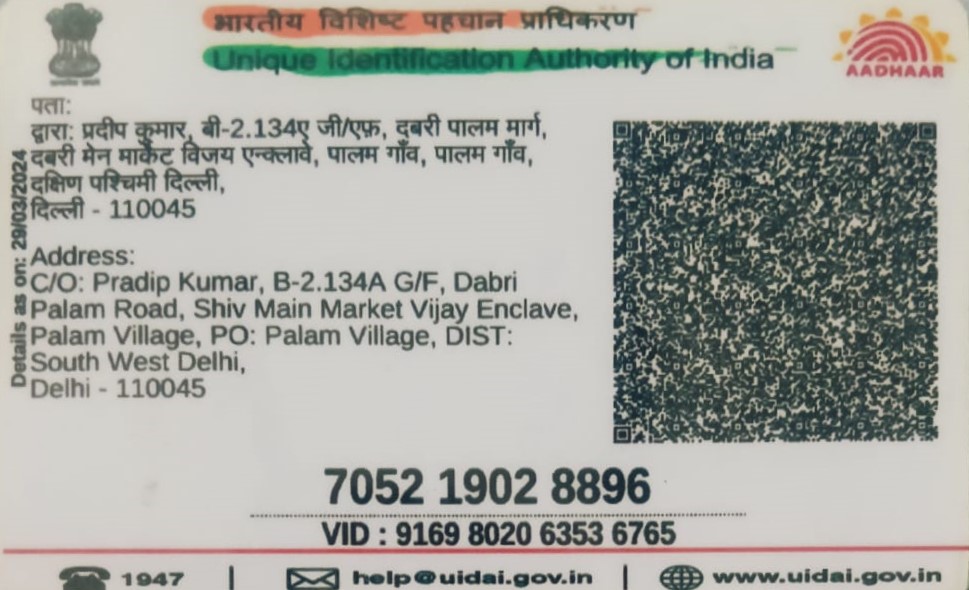 भारतीय विशिष्ट पहचान प्राधिकरण
Unique Identification Authority of India
AADHAAR
पता:
द्वारा: प्रदीप कुमार, बी-2.134ए जी/एफ़, दबरी पालम मार्ग,
दबरी मेन मार्केट विजय एन्क्लावे, पालम गाँव, पालम गाँव,
दक्षिण पश्चिमी दिल्ली,
दिल्ली - 110045
Address:
C/O: Pradip Kumar, B-2.134A G/F, Dabri
Palam Road, Shiv Main Market Vijay Enclave,
Palam Village, PO: Palam Village, DIST:
South West Delhi,
Delhi - 110045
Details as on: 29/03/2024
7052 1902 8896
VID : 9169 8020 6353 6765
1947
help@uidai.gov.in
www.uidai.gov.in